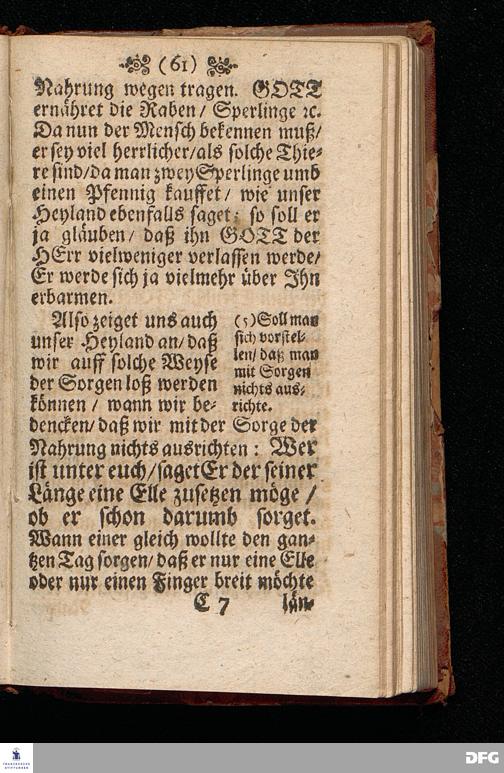 (61)
Nahrung wegen tragen. GOTT
ernähret die Raben/ Sperlinge ꝛc.
Da nun der Mensch bekennen muß/
er sey viel herrlicher/als solche Thie-
re sind/da man zwey Sperlinge umb
einen Pfennig kauffet/ wie unser
Heyland ebenfalls saget; so soll er
ja gläuben/ daß ihn GOTT der
HErr vielweniger verlassen werde/
Er werde sich ja vielmehr über Ihn
erbarmen.
Also zeiget uns auch
unser Heyland an/ daß
wir auff solche Weyse
der Sorgen loß werden
können / wann wir be-
(5)Soll man
sich vorstel-
len/ daß man
mit Sorgen
nichts aus-
richte.
dencken/ daß wir mit der Sorge der
Nahrung nichts ausrichten : Wer
ist unter euch/saget Er der seiner
Länge eine Elle zusetzen möge /
ob er schon darumb sorget.
Wann einer gleich wollte den gan-
tzen Tag sorgen/ daß er nur eine Elle
oder nur einen Finger breit möchte
C 7 län-
FRANCKESCHE
STIFTUNGEN
DFG